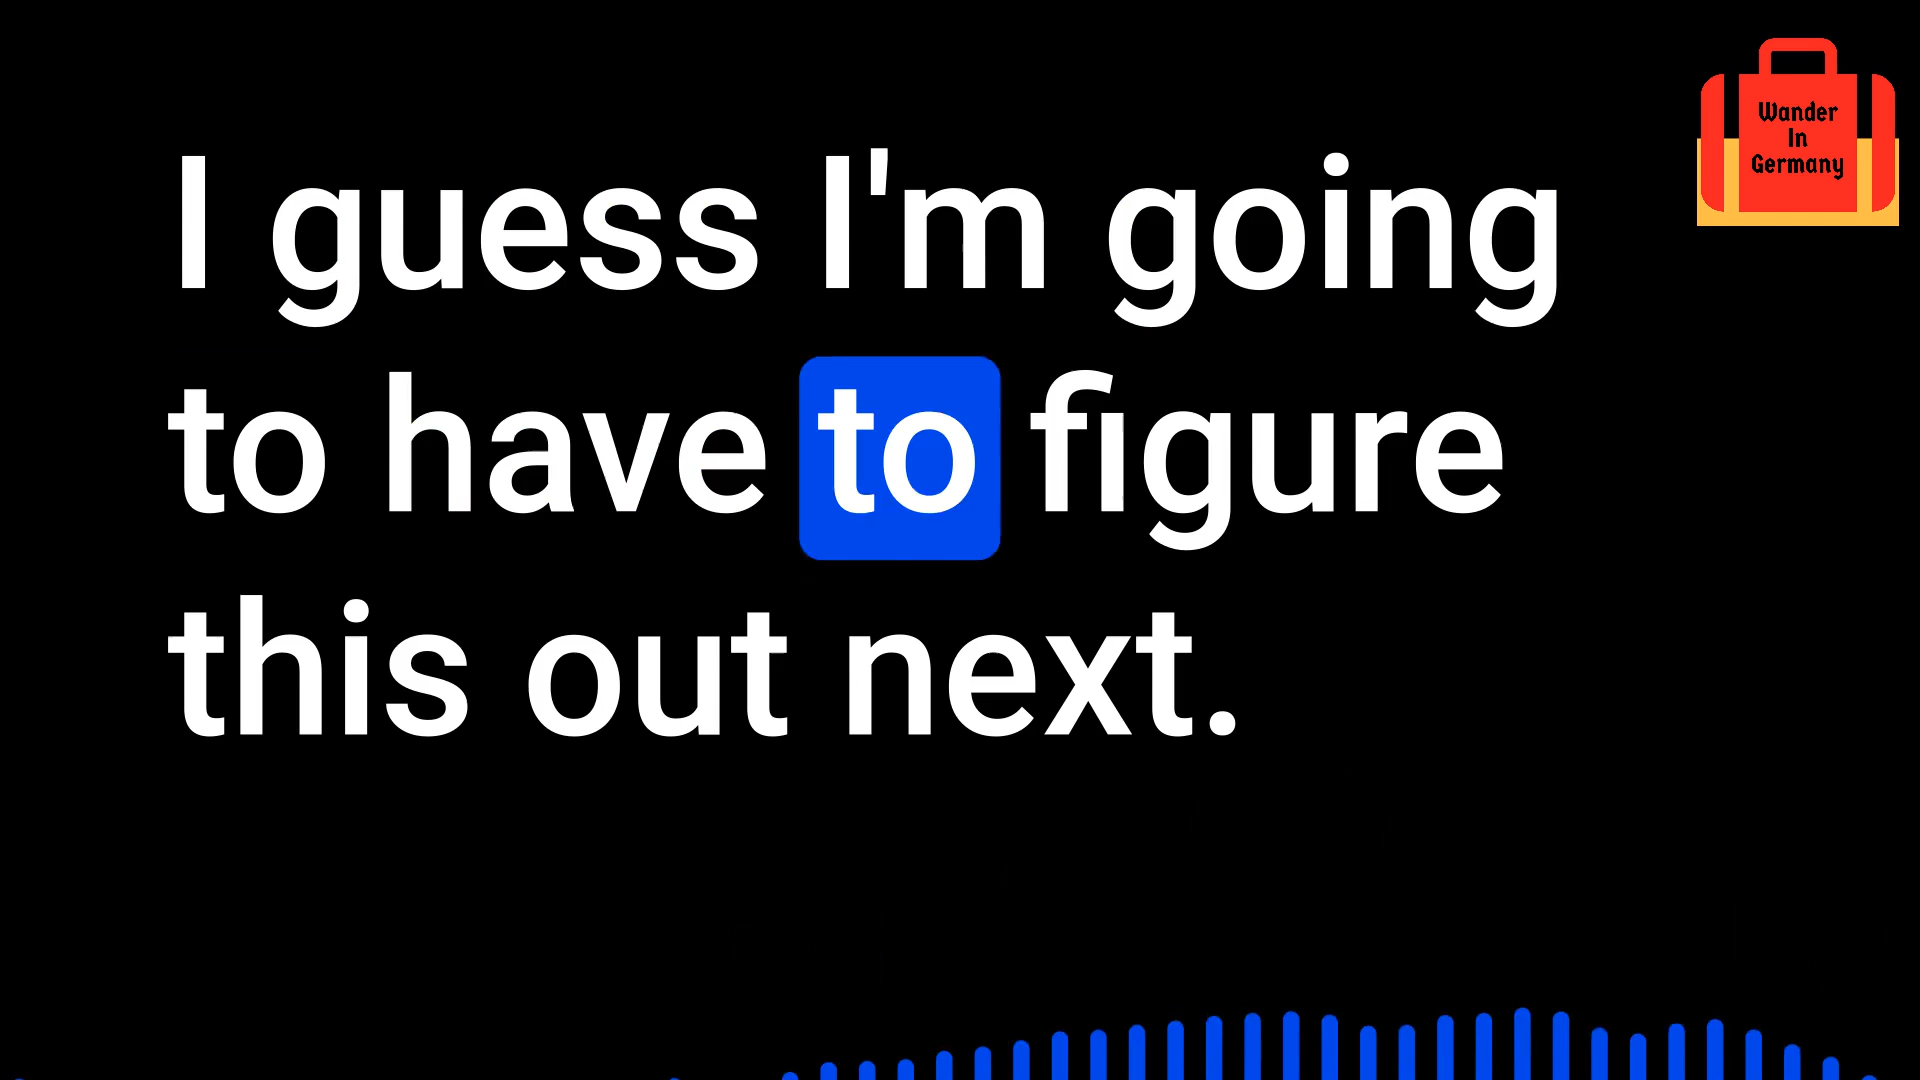 I guess I'm going
to have to figure
this out next.
Wander
In
Germany